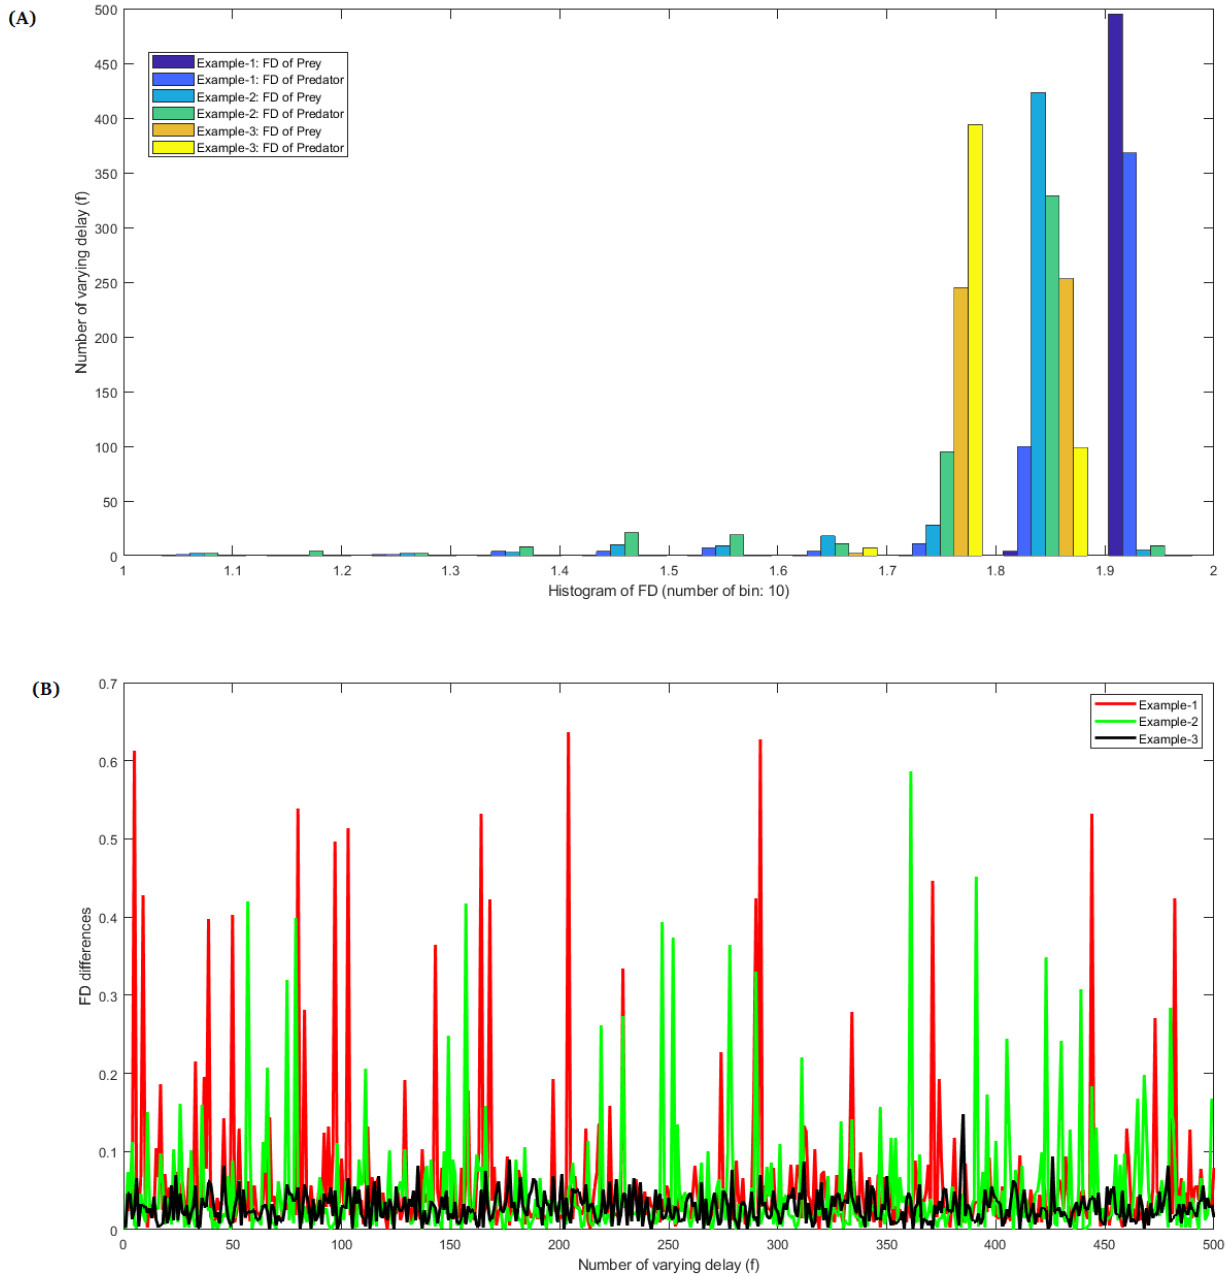 (A)
500
450
400
350
300
250
200
150
100
50
0
Number of varying delay (f)
Example-1: FD of Prey
Example-1: FD of Predator
Example-2: FD of Prey
Example-2: FD of Predator
Example-3: FD of Prey
Example-3: FD of Predator
1 1.1 1.2 1.3 1.4 1.5 1.6 1.7 1.8 1.9 2
Histogram of FD (number of bin: 10)
(B)
0.7
0.6
0.5
0.4
0.3
0.2
0.1
0
FD differences
Example-1
Example-2
Example-3
0 50 100 150 200 250 300 350 400 450 500
Number of varying delay (f)